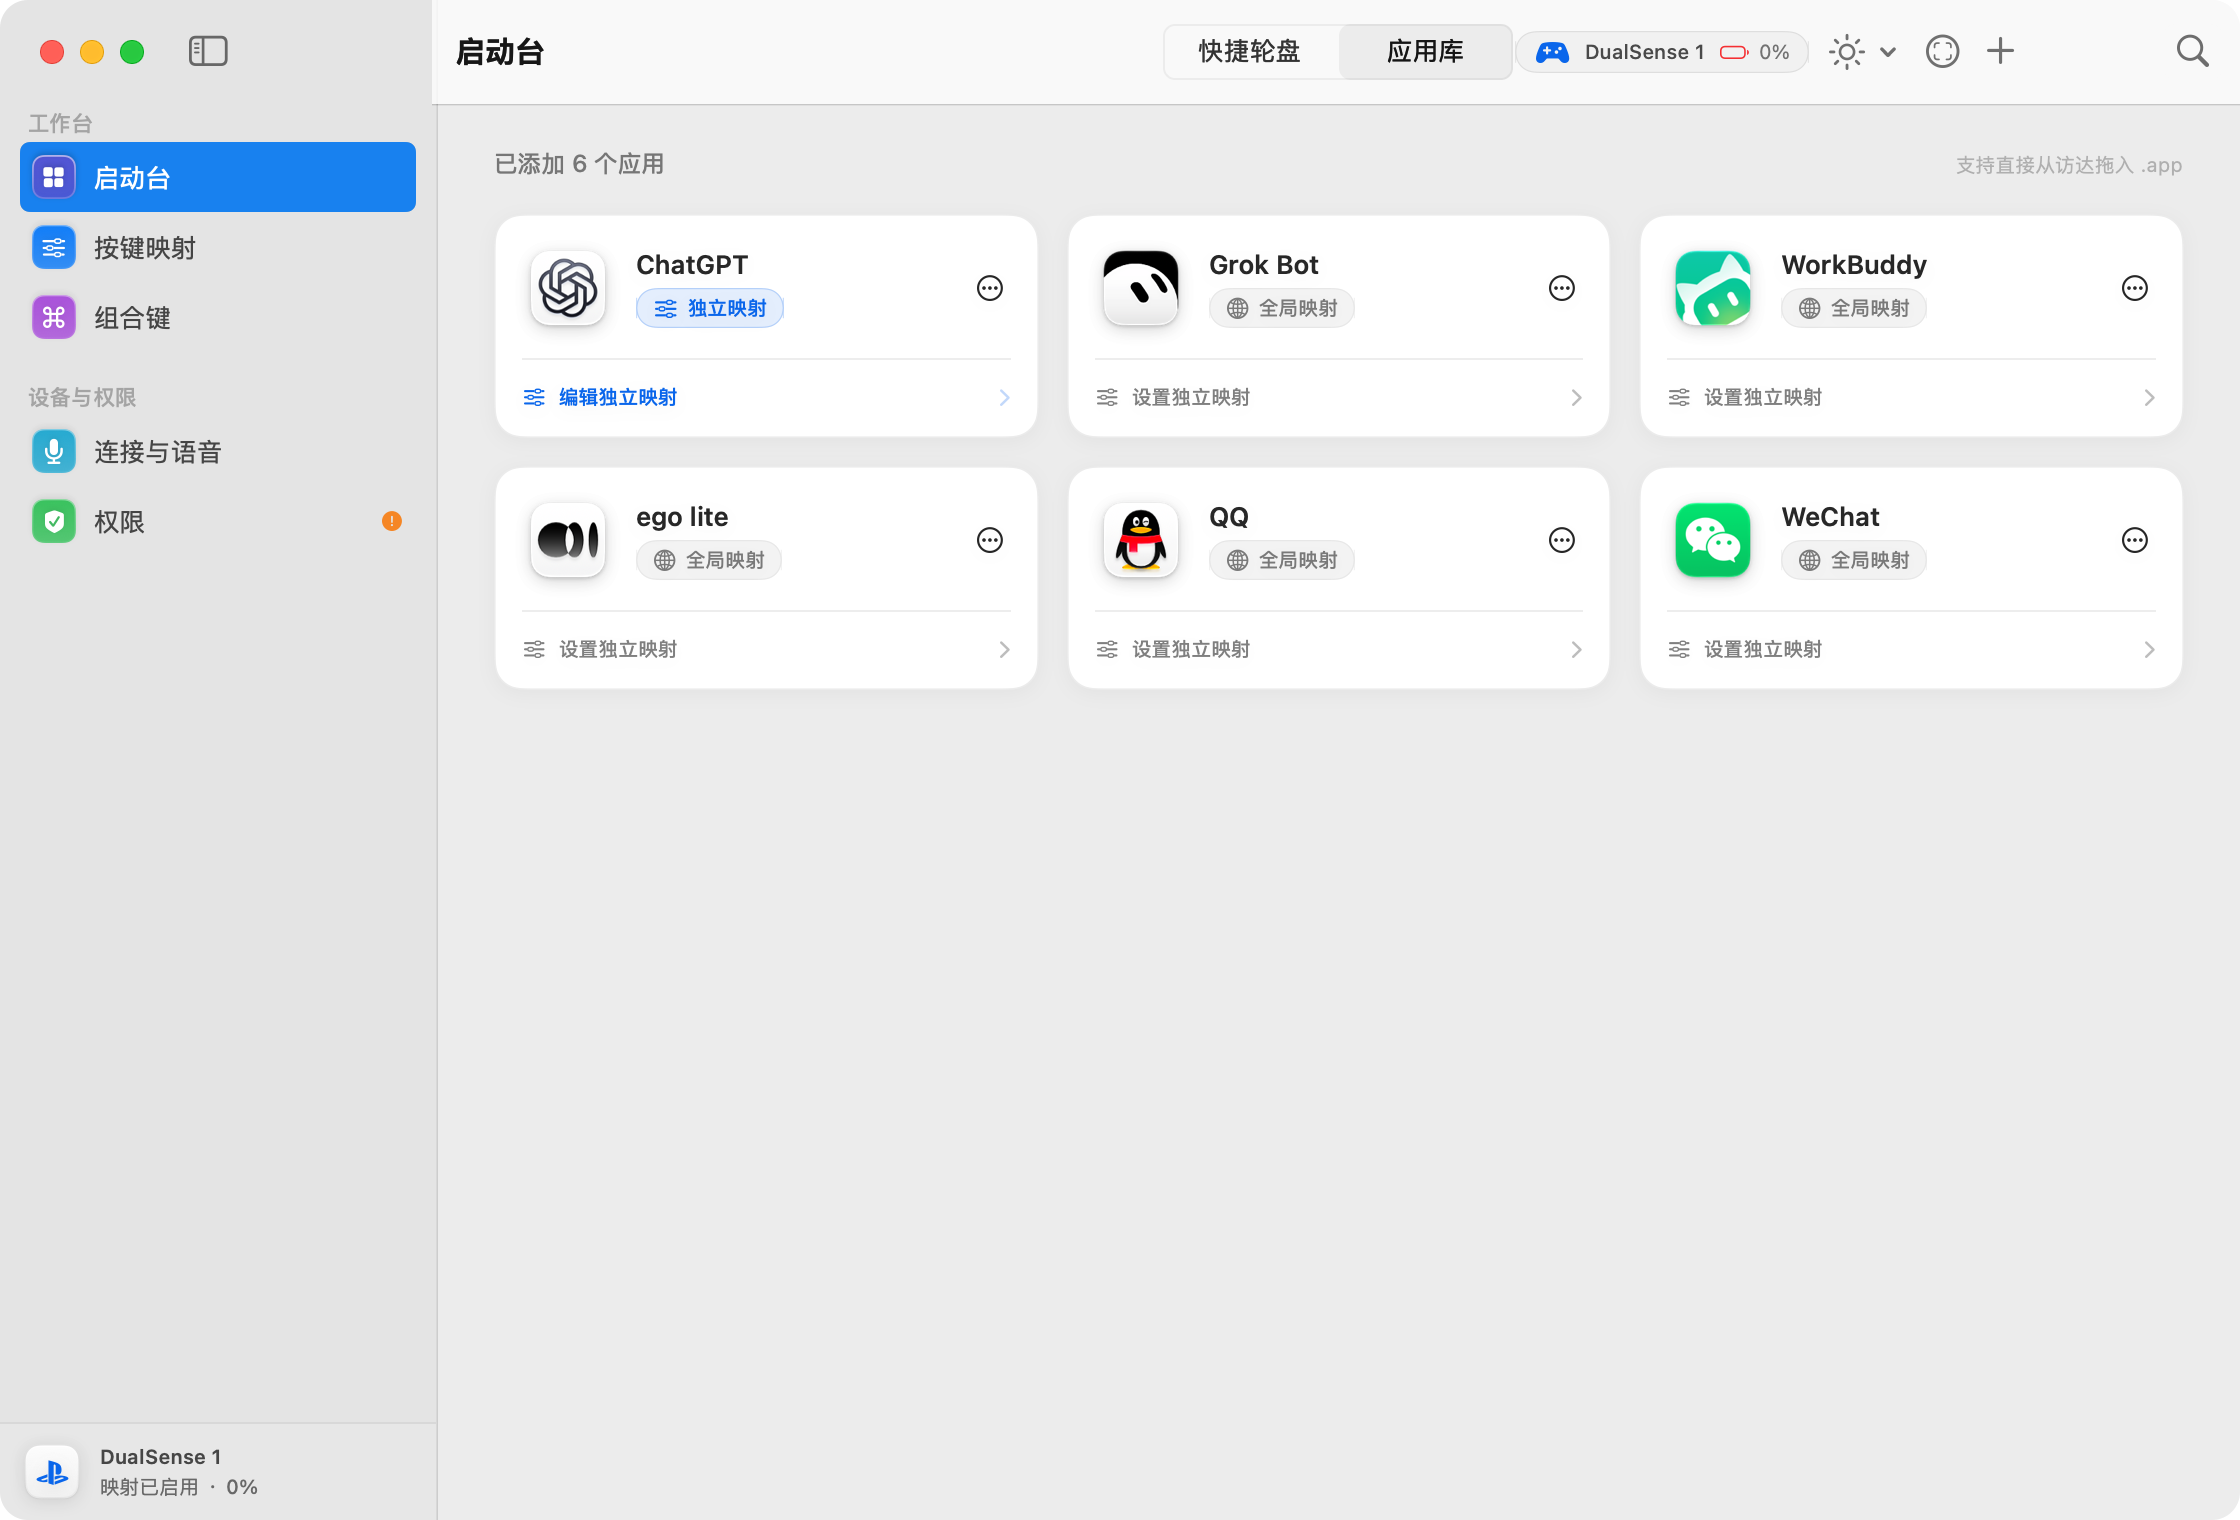 启动台
快捷轮盘
应用库
DualSense 1
0%
工作台
启动台
按键映射
组合键
设备与权限
连接与语音
权限
已添加 6 个应用
支持直接从访达拖入 .app
ChatGPT
独立映射
编辑独立映射
Grok Bot
全局映射
设置独立映射
WorkBuddy
全局映射
设置独立映射
ego lite
全局映射
设置独立映射
QQ
全局映射
设置独立映射
WeChat
全局映射
设置独立映射
DualSense 1
映射已启用 · 0%